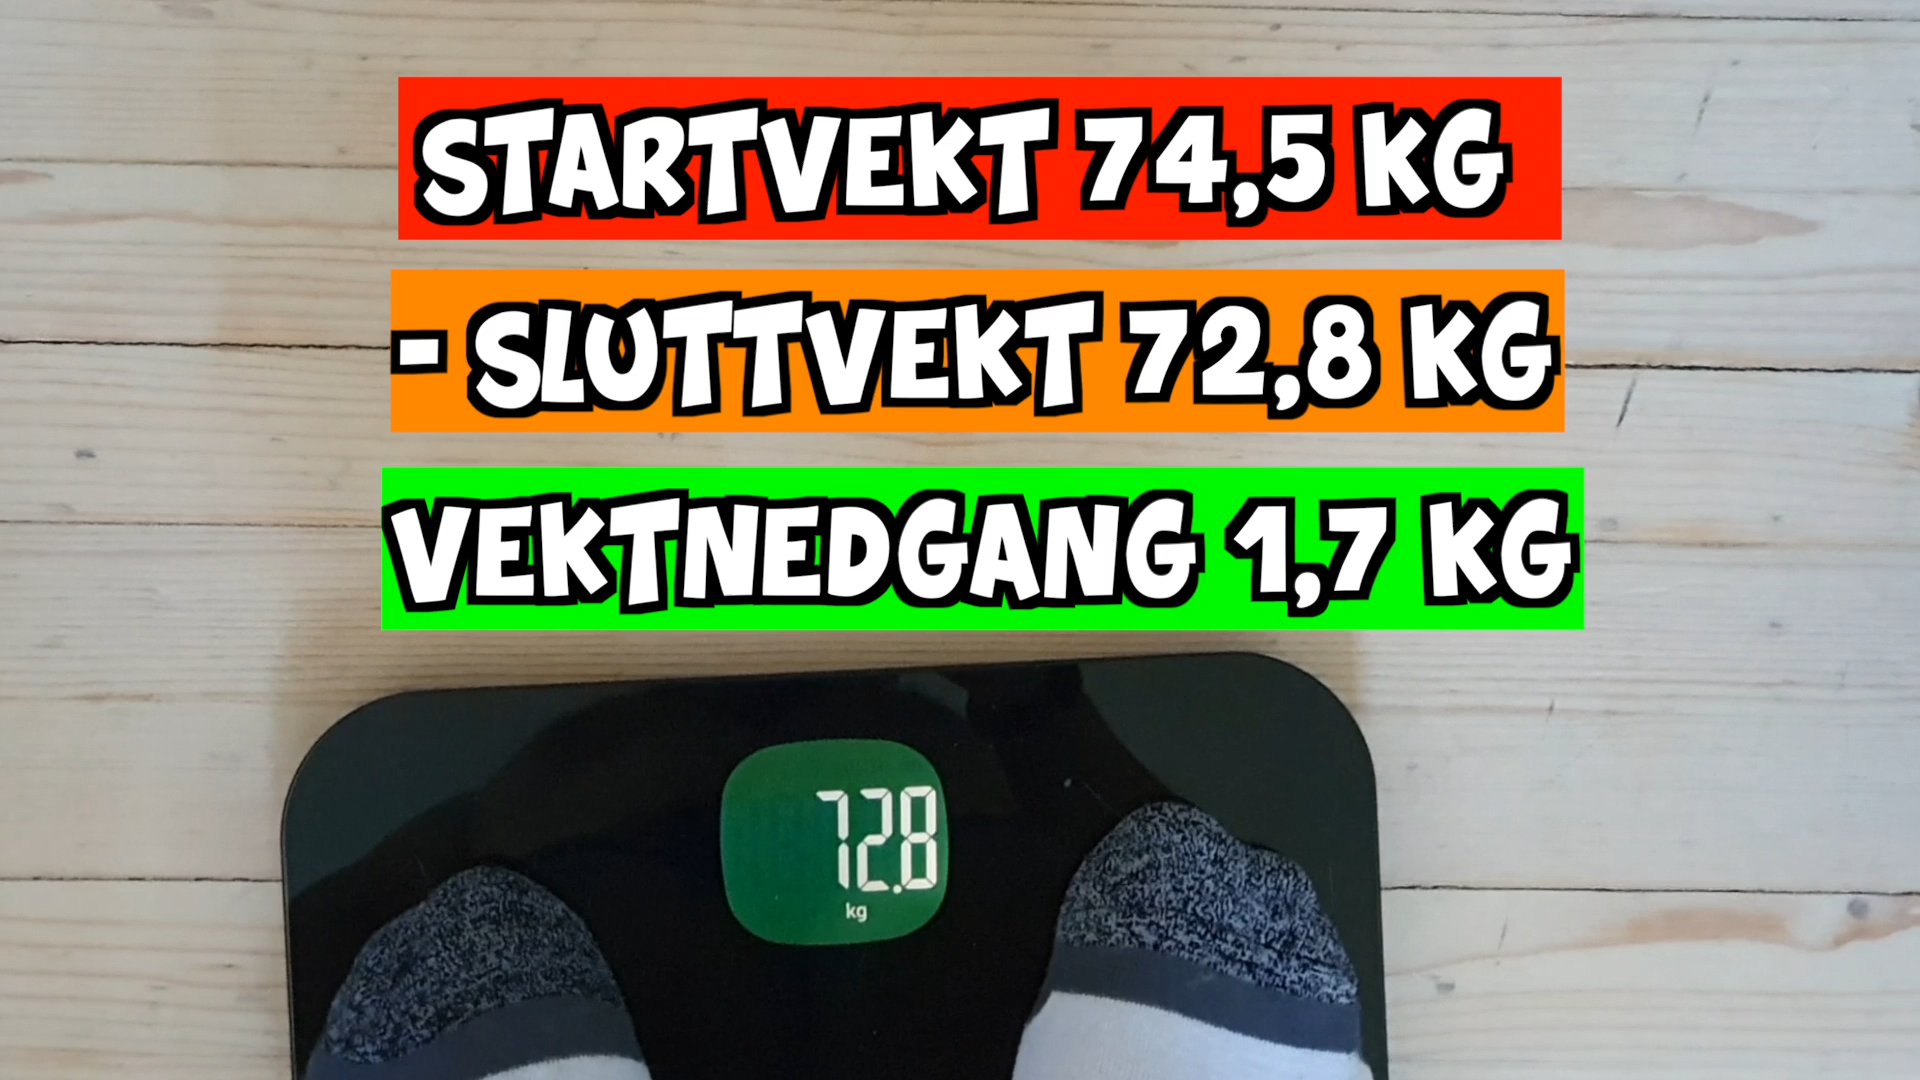 STARTVEKT 74,5 KG
- SLUTTVEKT 72,8 KG
VEKTNEDGANG 1,7 KG
72.8
kg